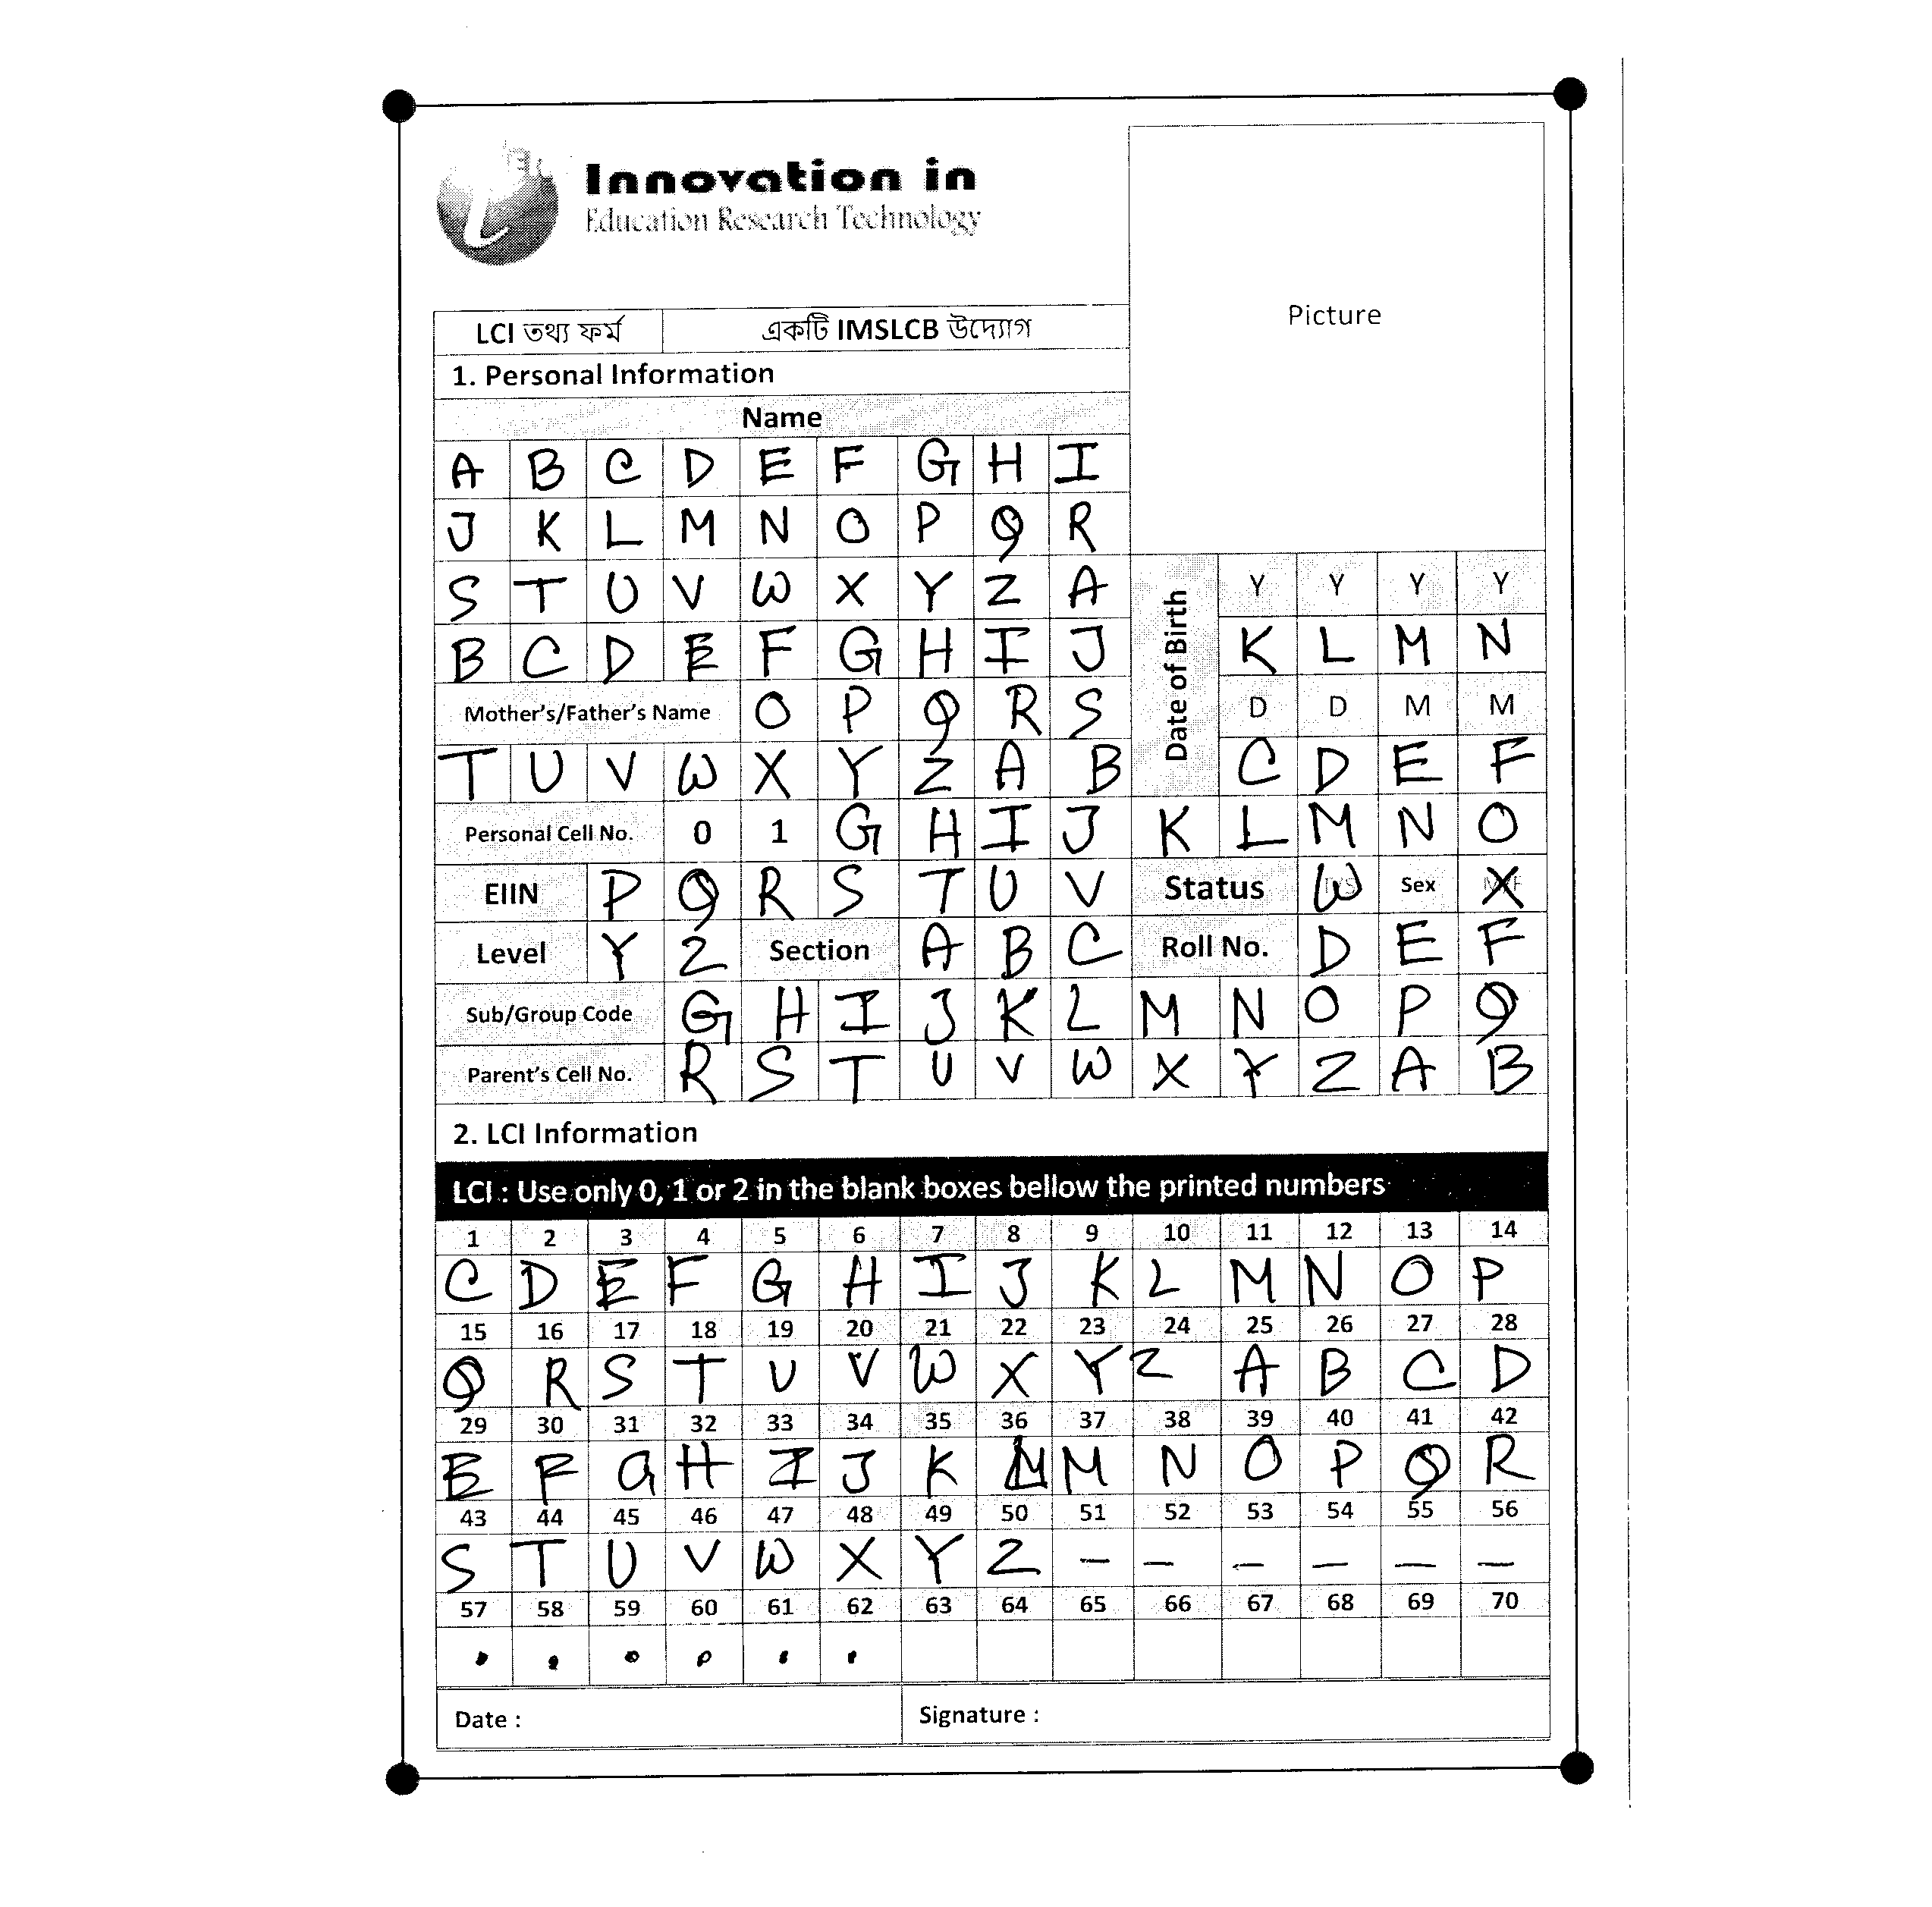 Innovation in
Education Research Technology
Picture
LCI তথ্য ফর্ম একটি IMSLCB উদ্যোগ
1. Personal Information
Name
A B C D E F G H I
J K L M N O P Q R
S T U V W X Y Z A
B C D E F G H I J
Date of Birth
Y Y Y Y
K L M N
D D M M
C D E F
Mother's/Father's Name O P Q R S
T U V W X Y Z A B
Personal Cell No. 0 1 G H I J K L M N O
EIIN P Q R S T U V Status W Sex X
Level Y Z Section A B C Roll No. D E F
Sub/Group Code G H I J K L M N O P Q
Parent's Cell No. R S T U V W X Y Z A B
2. LCI Information
LCI : Use only 0, 1 or 2 in the blank boxes bellow the printed numbers
1 2 3 4 5 6 7 8 9 10 11 12 13 14
C D E F G H I J K L M N O P
15 16 17 18 19 20 21 22 23 24 25 26 27 28
Q R S T U V W X Y Z A B C D
29 30 31 32 33 34 35 36 37 38 39 40 41 42
E F G H I J K M N O P Q R
43 44 45 46 47 48 49 50 51 52 53 54 55 56
S T U V W X Y Z – – – – – –
57 58 59 60 61 62 63 64 65 66 67 68 69 70
. . . . . .
Date : Signature :